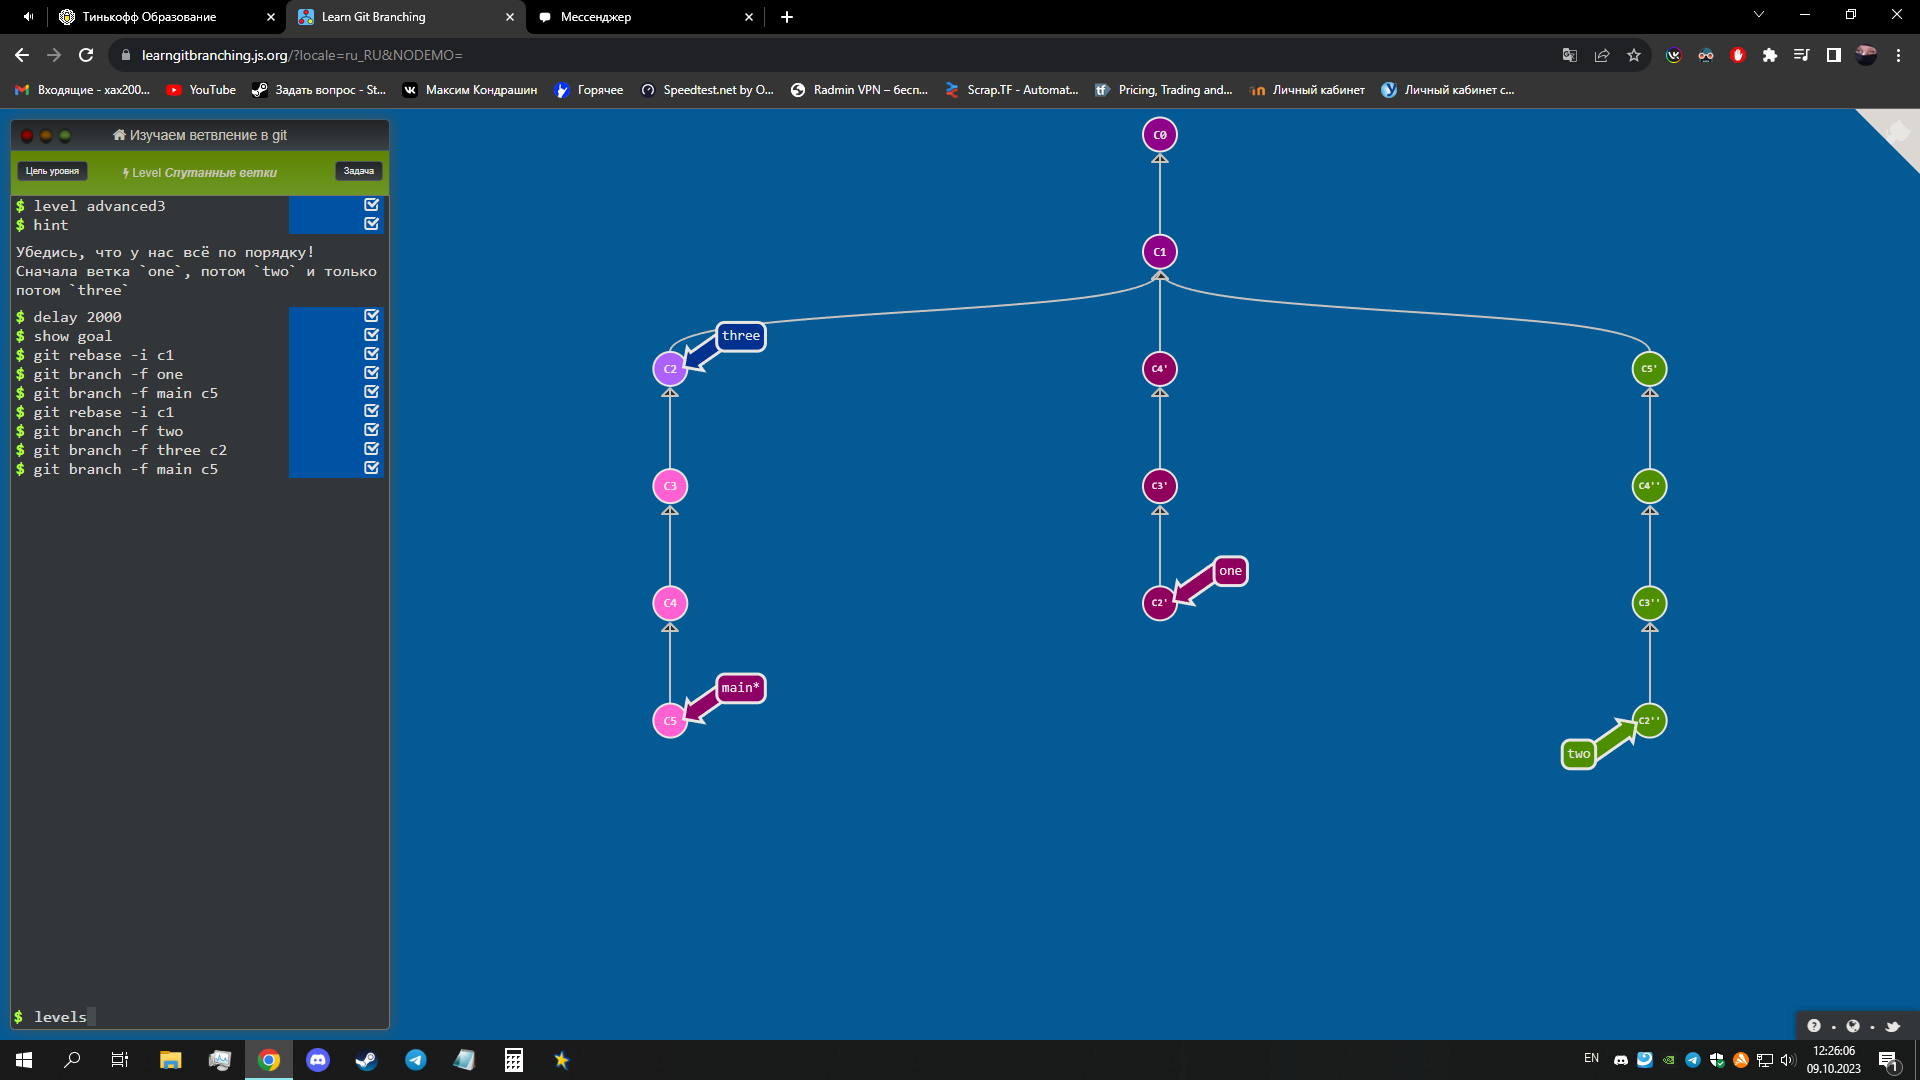 Тинькофф Образование
Learn Git Branching
Мессенджер
learngitbranching.js.org/?locale=ru_RU&NODEMO=
Входящие - xax200...
YouTube
Задать вопрос - St...
Максим Кондрашин
Горячее
Speedtest.net by O...
Radmin VPN – бесп...
Scrap.TF - Automat...
Pricing, Trading and...
Личный кабинет
Личный кабинет с...
Изучаем ветвление в git
Цель уровня
Level Спутанные ветки
Задача
$ level advanced3
$ hint
Убедись, что у нас всё по порядку!
Сначала ветка `one`, потом `two` и только
потом `three`
$ delay 2000
$ show goal
$ git rebase -i c1
$ git branch -f one
$ git branch -f main c5
$ git rebase -i c1
$ git branch -f two
$ git branch -f three c2
$ git branch -f main c5
$ levels
C0
C1
three
C2
C4'
C5'
C3
C3'
C4''
one
C4
C2'
C3''
main*
C5
C2''
two
EN
12:26:06
09.10.2023
1